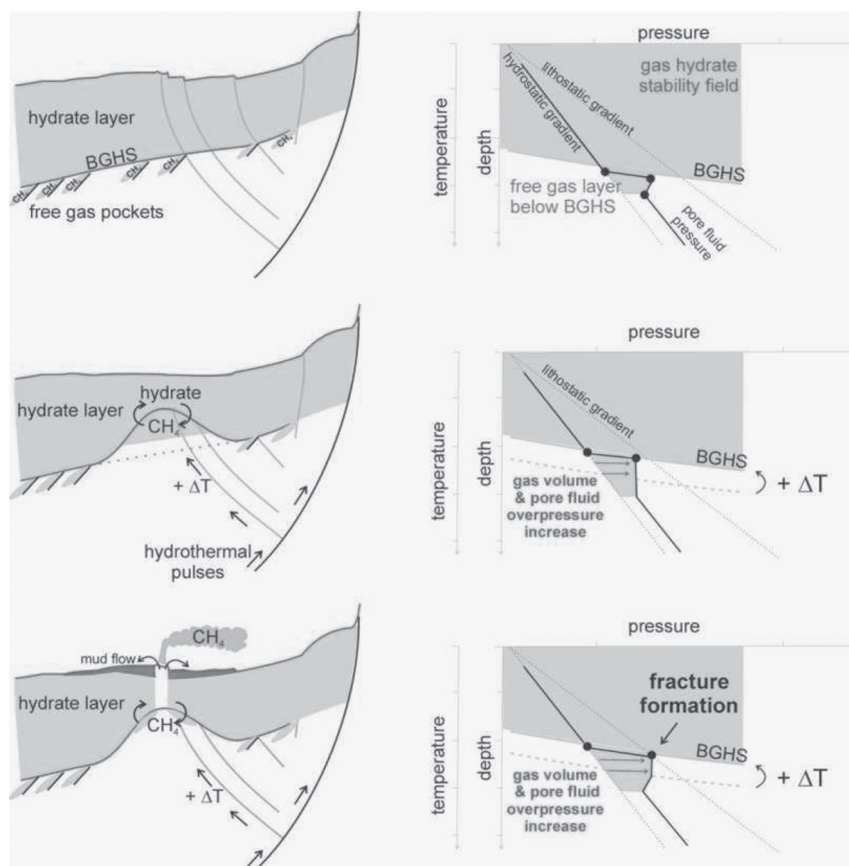 hydrate layer
BGHS
CH4
CH4
CH4
CH4
CH4
CH4
free gas pockets
pressure
temperature
depth
hydrostatic gradient
lithostatic gradient
gas hydrate
stability field
BGHS
free gas layer
below BGHS
pore fluid
pressure
hydrate layer
hydrate
CH4
+ ΔT
hydrothermal
pulses
pressure
temperature
depth
lithostatic gradient
BGHS
gas volume
& pore fluid
overpressure
increase
+ ΔT
CH4
mud flow
hydrate layer
CH4
+ ΔT
pressure
temperature
depth
fracture
formation
BGHS
gas volume
& pore fluid
overpressure
increase
+ ΔT